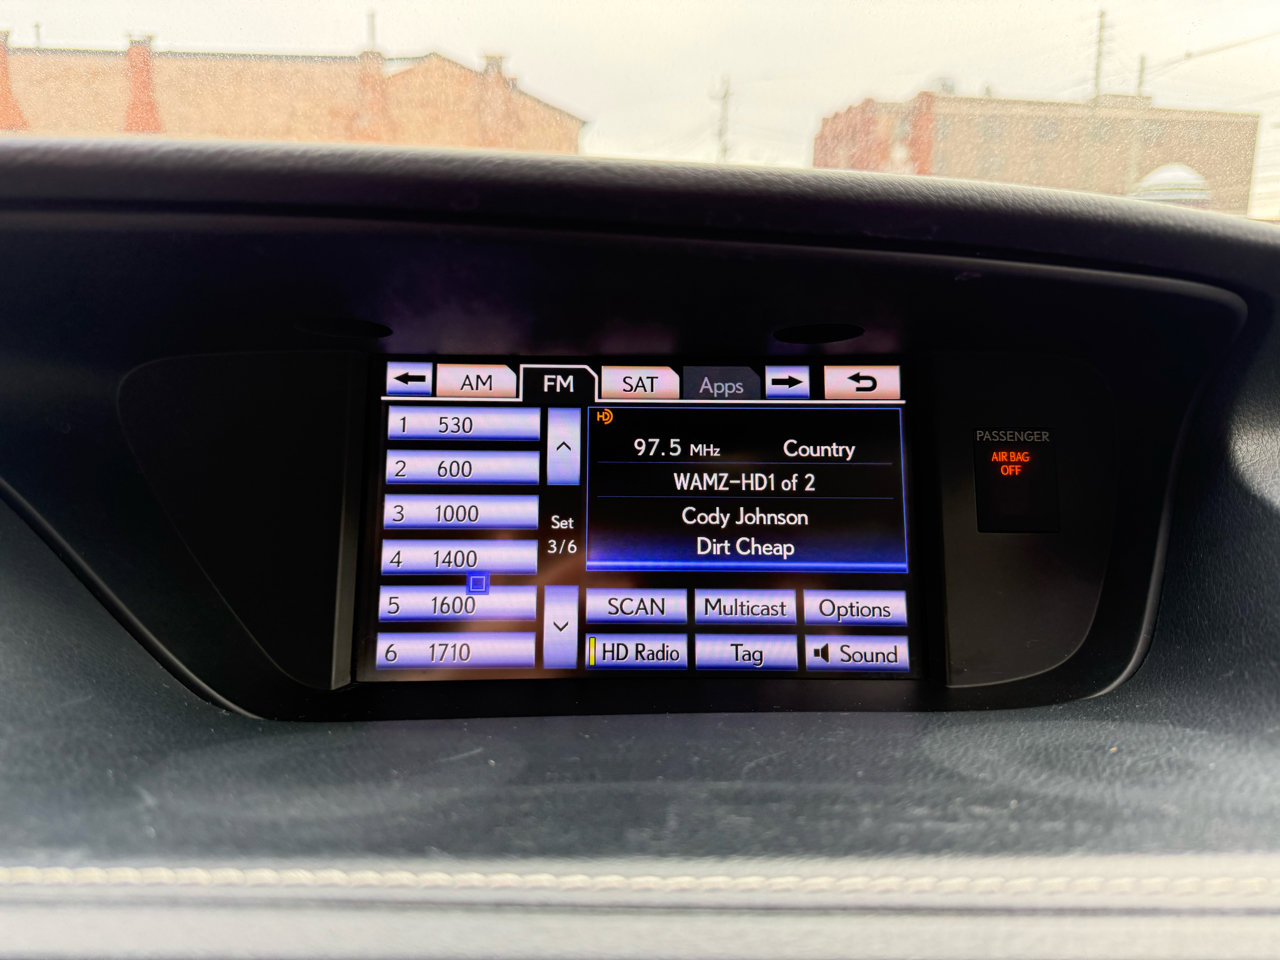 AM FM SAT Apps
1 530
2 600
3 1000
4 1400
5 1600
6 1710
Set
3/6
HD
97.5 MHz Country
WAMZ-HD1 of 2
Cody Johnson
Dirt Cheap
SCAN Multicast Options
HD Radio Tag Sound
PASSENGER
AIR BAG
OFF